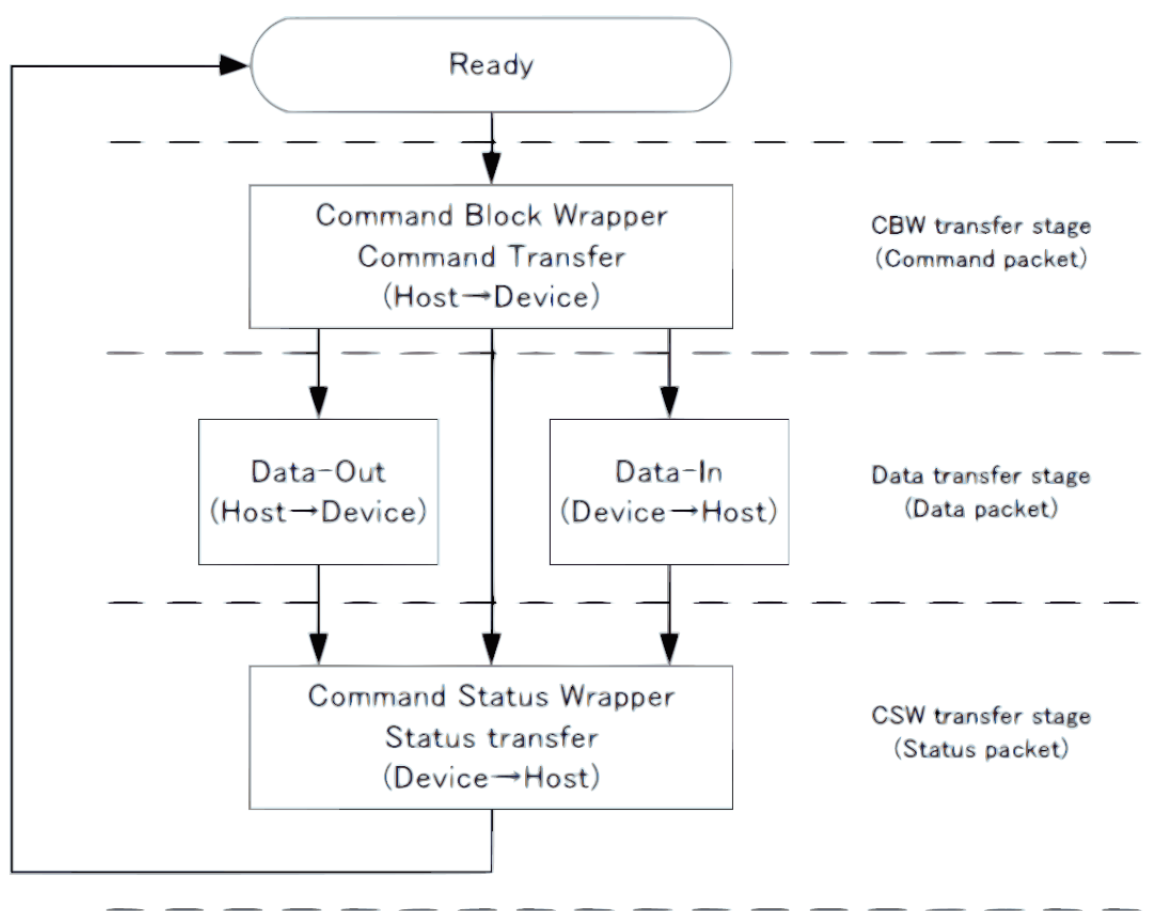 Ready
Command Block Wrapper
Command Transfer
(Host→Device)
CBW transfer stage
(Command packet)
Data-Out
(Host→Device)
Data-In
(Device→Host)
Data transfer stage
(Data packet)
Command Status Wrapper
Status transfer
(Device→Host)
CSW transfer stage
(Status packet)